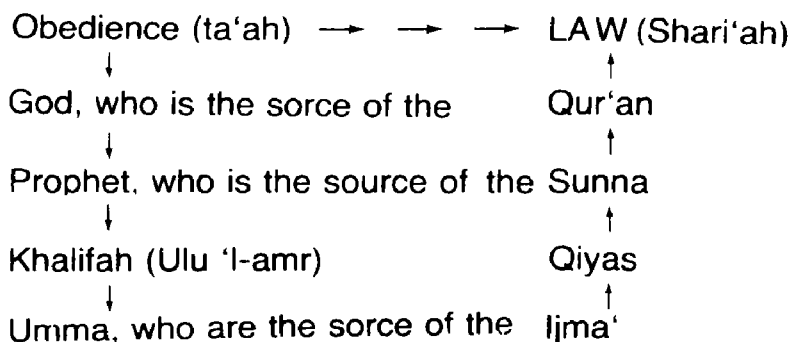 Obedience (ta‘ah) → → → LAW (Shari‘ah)
↓ ↑
God, who is the sorce of the Qur‘an
↓ ↑
Prophet, who is the source of the Sunna
↓ ↑
Khalifah (Ulu ‘l-amr) Qiyas
↓ ↑
Umma, who are the sorce of the Ijma‘